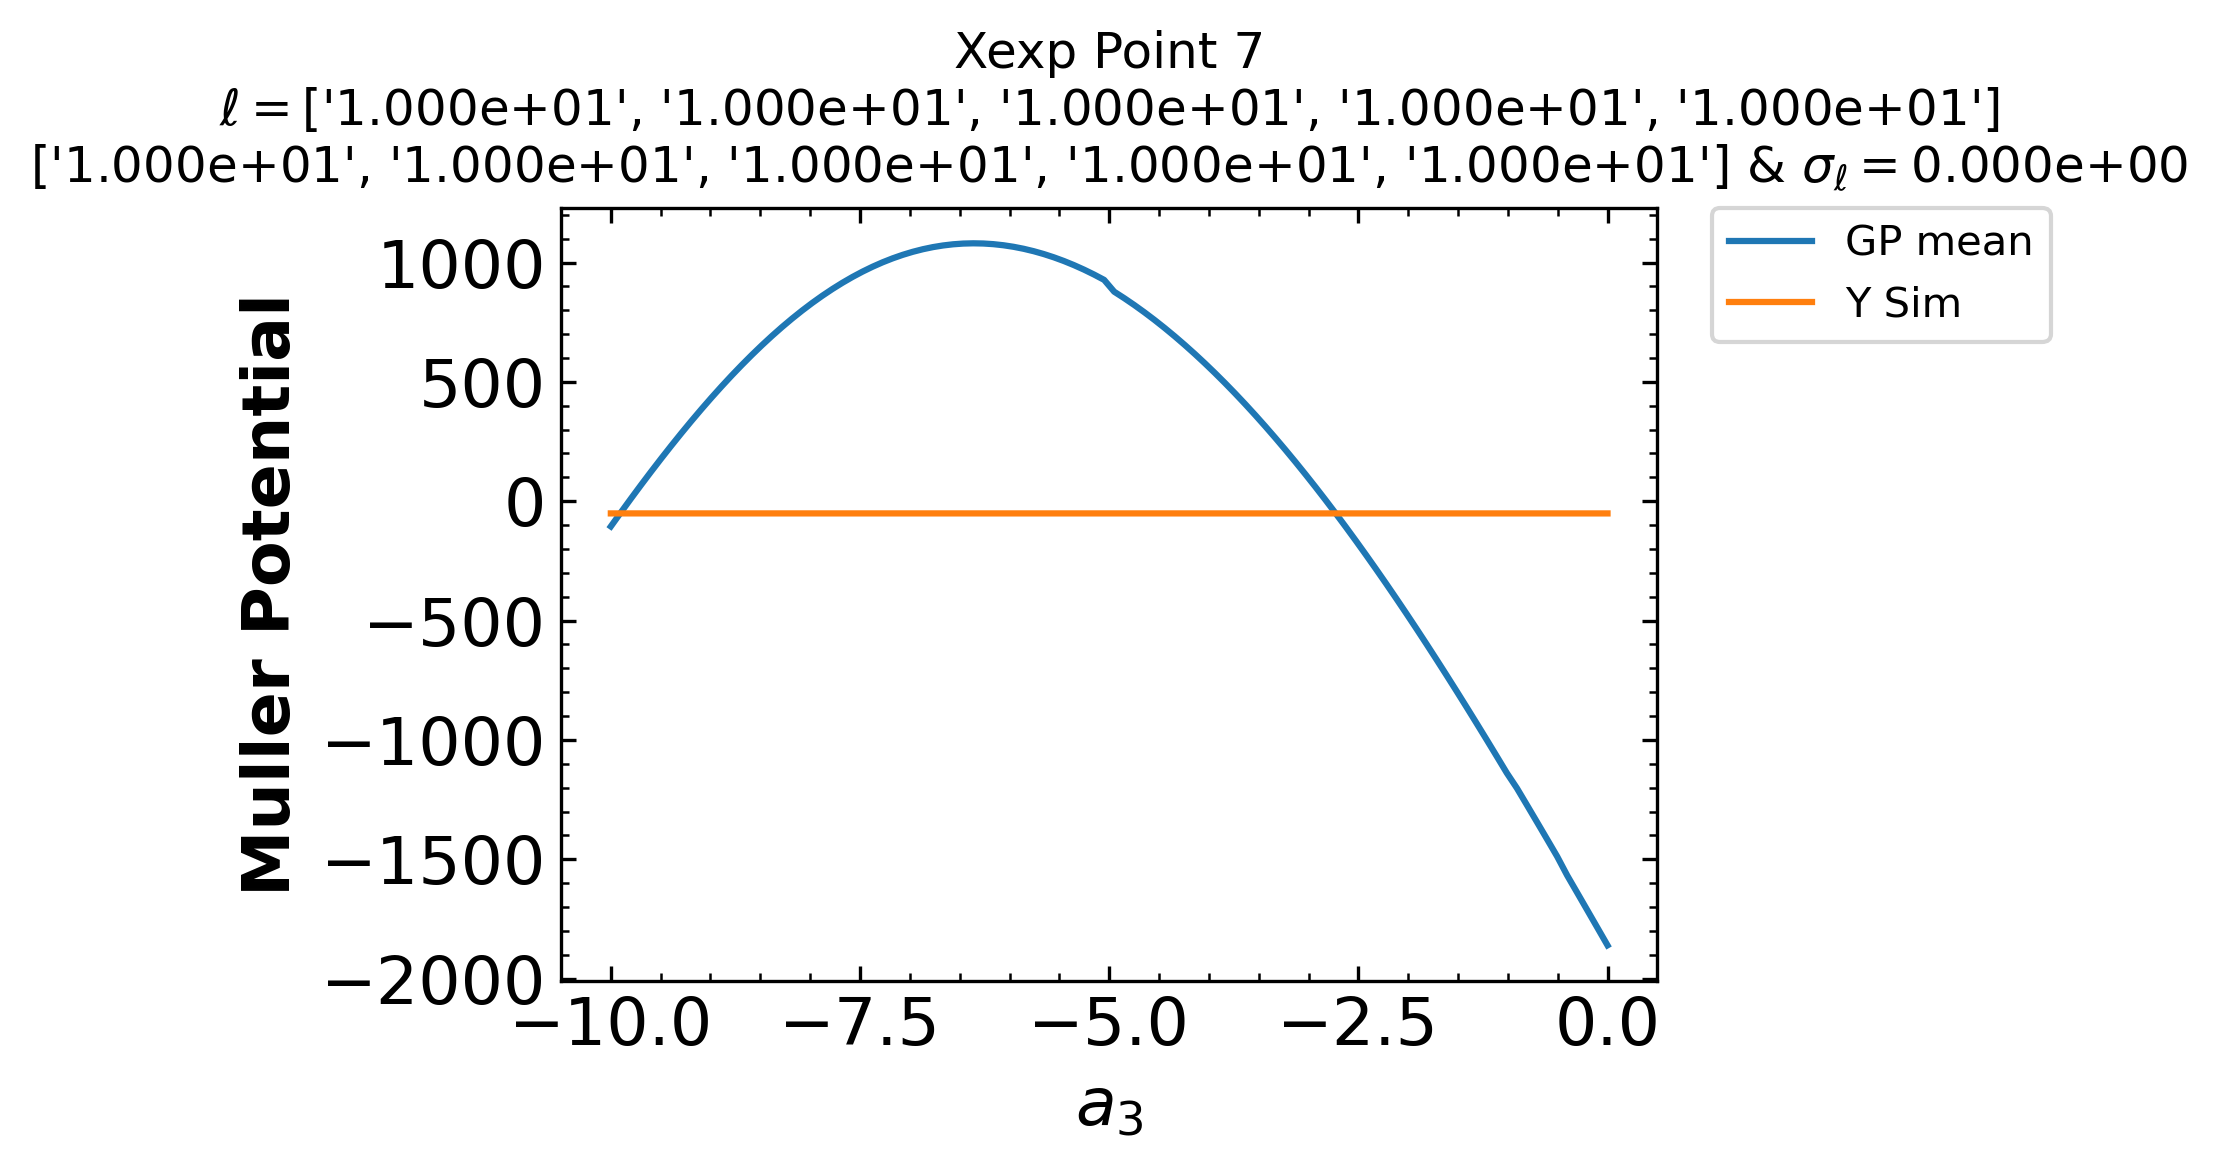 Xexp Point 7
ℓ = ['1.000e+01', '1.000e+01', '1.000e+01', '1.000e+01', '1.000e+01']
['1.000e+01', '1.000e+01', '1.000e+01', '1.000e+01', '1.000e+01'] & σℓ = 0.000e+00
GP mean
Y Sim
Muller Potential
1000
500
0
−500
−1000
−1500
−2000
−10.0 −7.5 −5.0 −2.5 0.0
a3